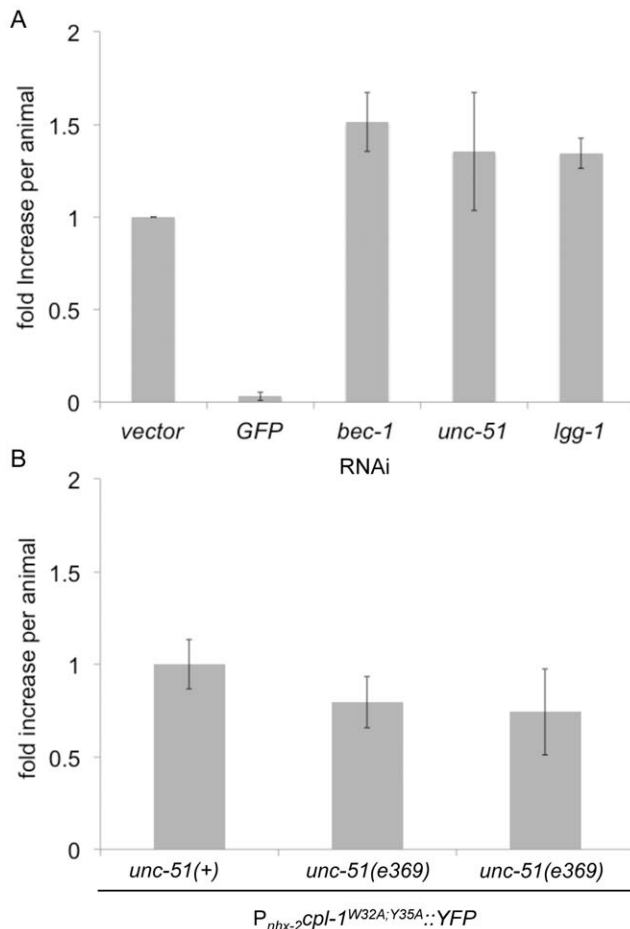 A
fold Increase per animal
2
1.5
1
0.5
0
vector GFP bec-1 unc-51 lgg-1
RNAi
B
fold increase per animal
2
1.5
1
0.5
0
unc-51(+) unc-51(e369) unc-51(e369)
Pnhx-2cpl-1W32A;Y35A::YFP